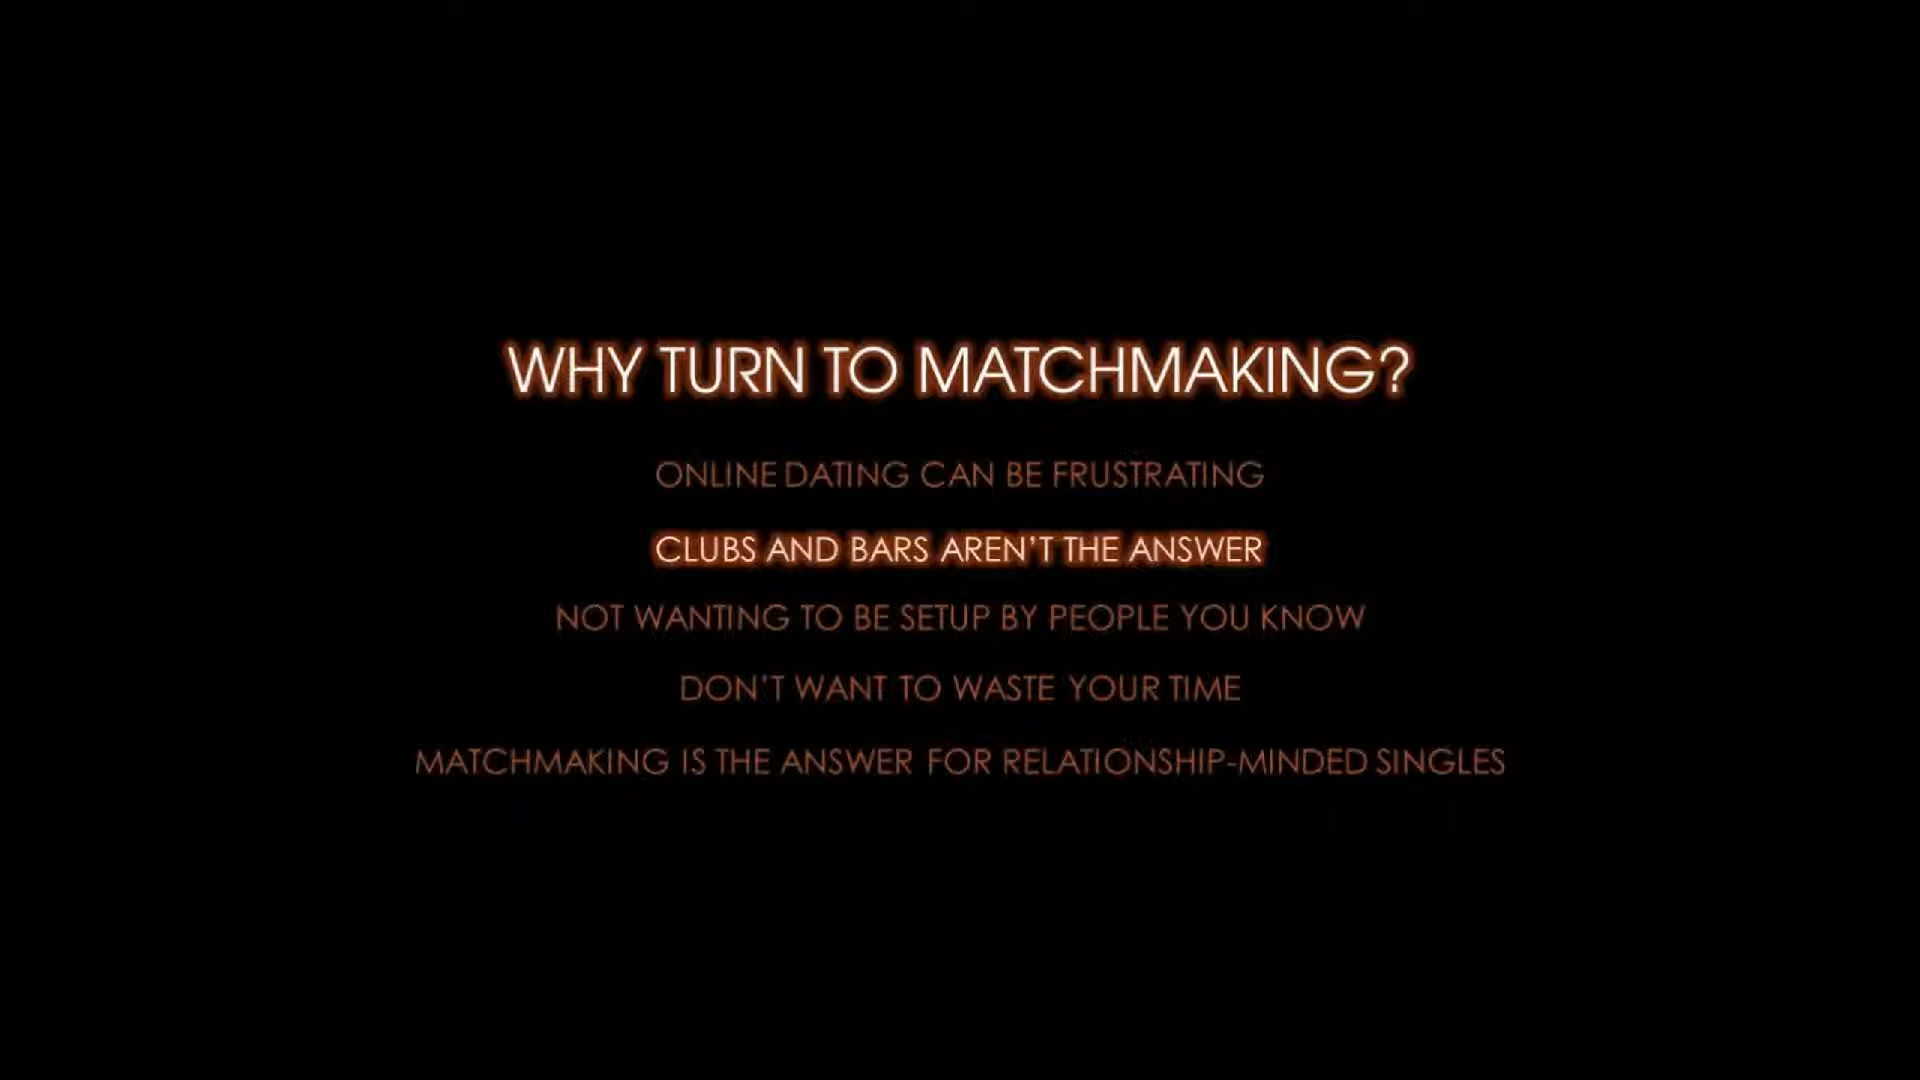 WHY TURN TO MATCHMAKING?
ONLINE DATING CAN BE FRUSTRATING
CLUBS AND BARS AREN'T THE ANSWER
NOT WANTING TO BE SETUP BY PEOPLE YOU KNOW
DON'T WANT TO WASTE YOUR TIME
MATCHMAKING IS THE ANSWER FOR RELATIONSHIP-MINDED SINGLES